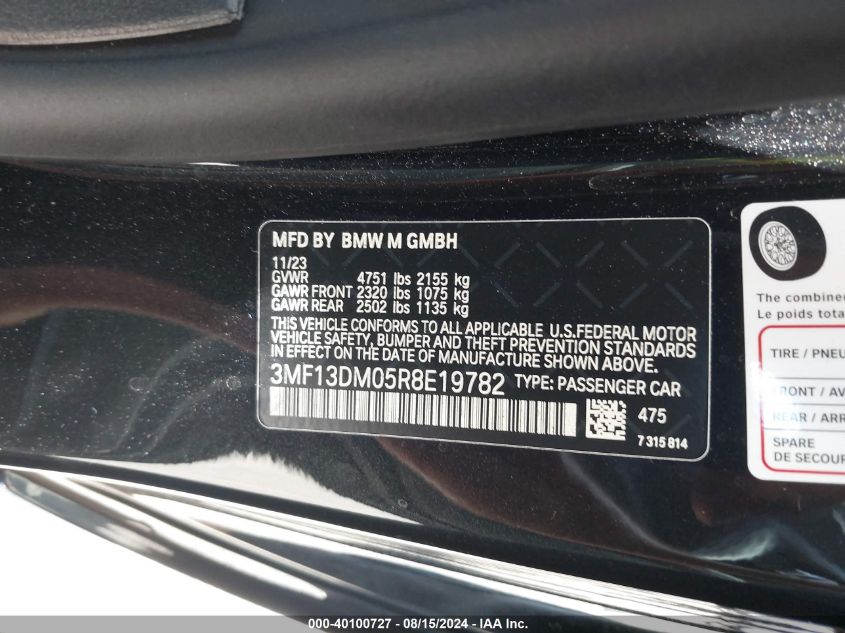 MFD BY BMW M GMBH
11/23
GVWR 4751 lbs 2155 kg
GAWR FRONT 2320 lbs 1075 kg
GAWR REAR 2502 lbs 1135 kg
THIS VEHICLE CONFORMS TO ALL APPLICABLE U.S.FEDERAL MOTOR
VEHICLE SAFETY, BUMPER AND THEFT PREVENTION STANDARDS
IN EFFECT ON THE DATE OF MANUFACTURE SHOWN ABOVE.
3MF13DM05R8E19782 TYPE: PASSENGER CAR
475
7 315 814
The combined
Le poids tota
TIRE / PNEU
FRONT / AV
REAR / ARR
SPARE
DE SECOUR
000-40100727 - 08/15/2024 - IAA Inc.